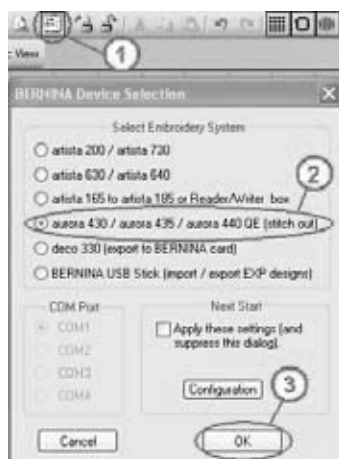 1
View
BERNINA Device Selection
2
Select Embroidery System
artista 200 / artista 730
artista 630 / artista 640
artista 165 to artista 185 or Reader/Writer box
aurora 430 / aurora 435 / aurora 440 QE (stitch out)
deco 330 (export to BERNINA card)
BERNINA USB Stick (import / export EXP designs)
COM Port
COM1
COM2
COM3
COM4
Next Start
Apply these settings (and
suppress this dialog).
Configuration
3
Cancel
OK